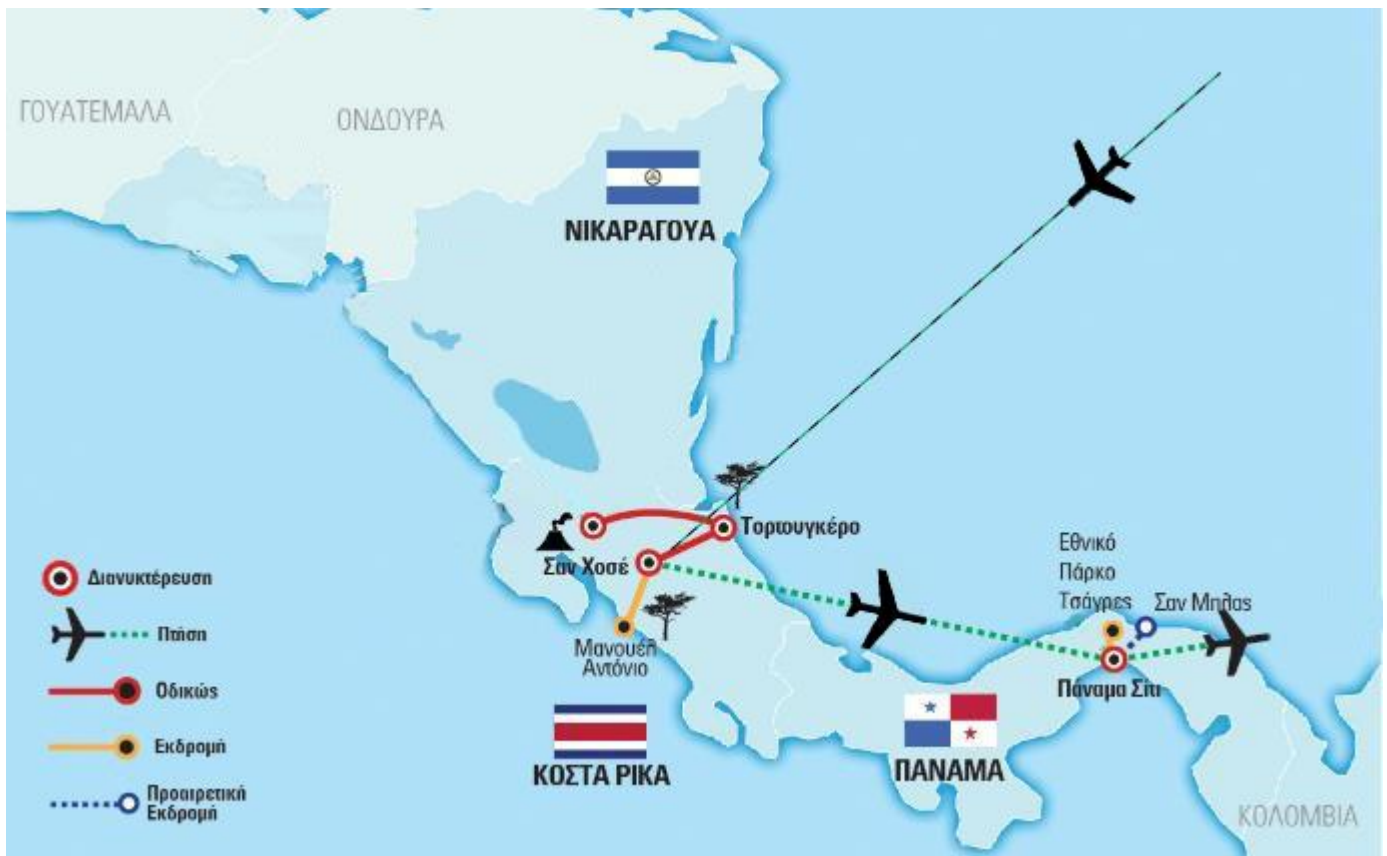 ΓΟΥΑΤΕΜΑΛΑ
ΟΝΔΟΥΡΑ
ΝΙΚΑΡΑΓΟΥΑ
Τορτουγκέρο
Σαν Χοσέ
Μανουέλ
Αντόνιο
Εθνικό
Πάρκο
Τσάγρες
Σαν Μπλας
Πάναμα Σίτι
ΚΟΣΤΑ ΡΙΚΑ
ΠΑΝΑΜΑ
ΚΟΛΟΜΒΙΑ
Διανυκτέρευση
Πτήση
Οδικώς
Εκδρομή
Προαιρετική
Εκδρομή